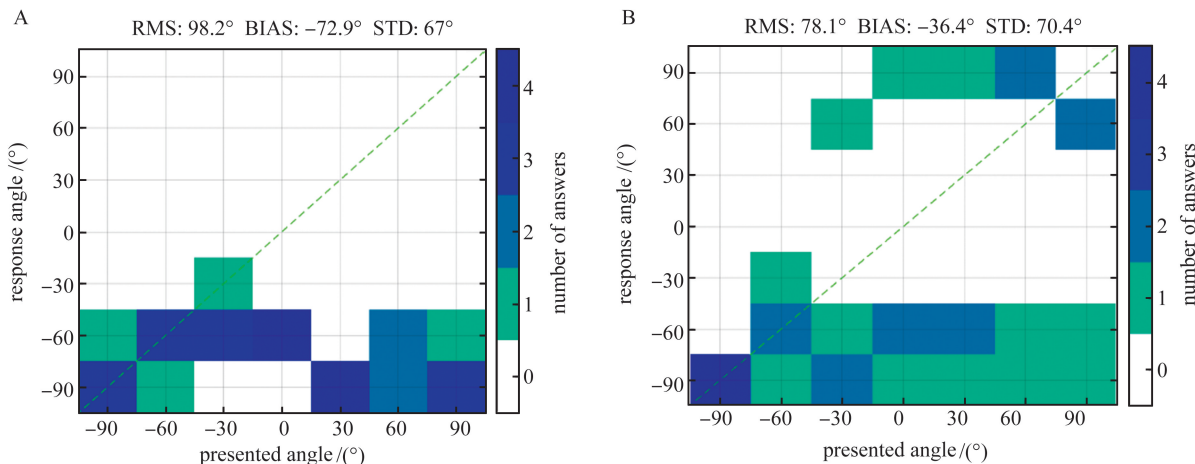 A
RMS: 98.2° BIAS: −72.9° STD: 67°
90
60
30
0
−30
−60
−90
response angle /(°)
−90 −60 −30 0 30 60 90
presented angle /(°)
4
3
2
1
0
number of answers
B
RMS: 78.1° BIAS: −36.4° STD: 70.4°
90
60
30
0
−30
−60
−90
response angle /(°)
−90 −60 −30 0 30 60 90
presented angle /(°)
4
3
2
1
0
number of answers